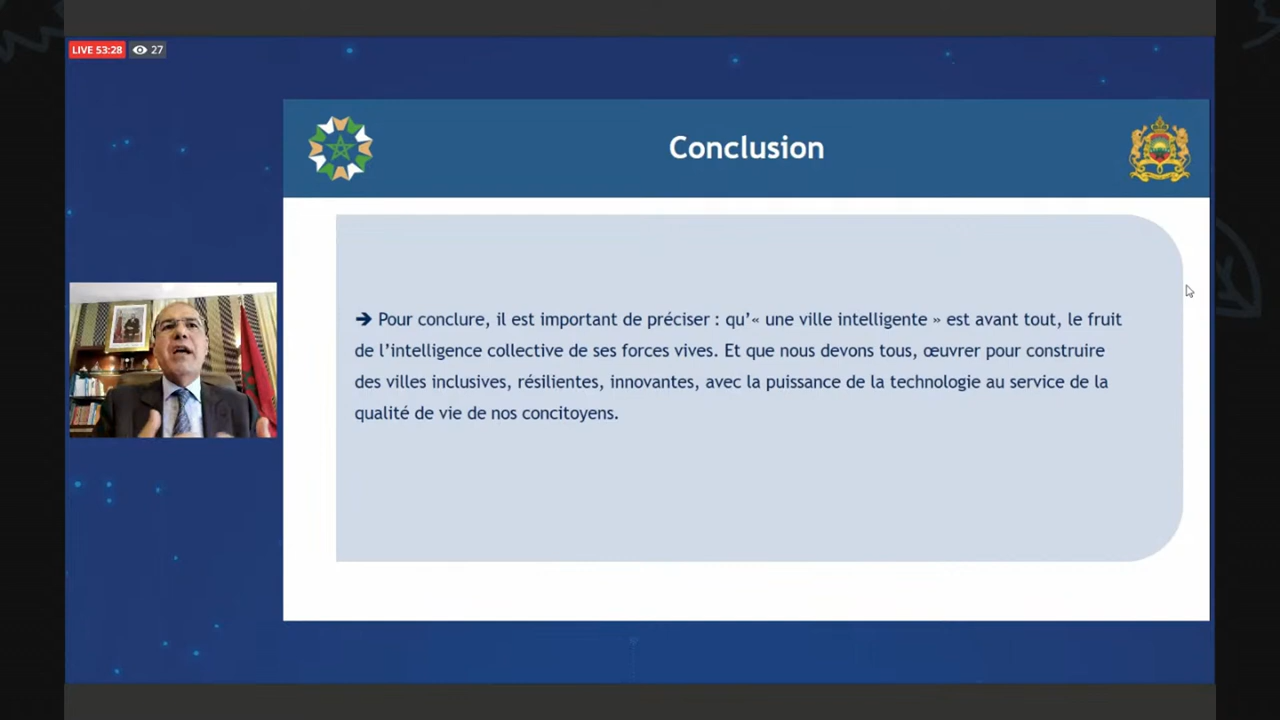 LIVE 53:28 27
Conclusion
➔ Pour conclure, il est important de préciser : qu’« une ville intelligente » est avant tout, le fruit
de l’intelligence collective de ses forces vives. Et que nous devons tous, œuvrer pour construire
des villes inclusives, résilientes, innovantes, avec la puissance de la technologie au service de la
qualité de vie de nos concitoyens.